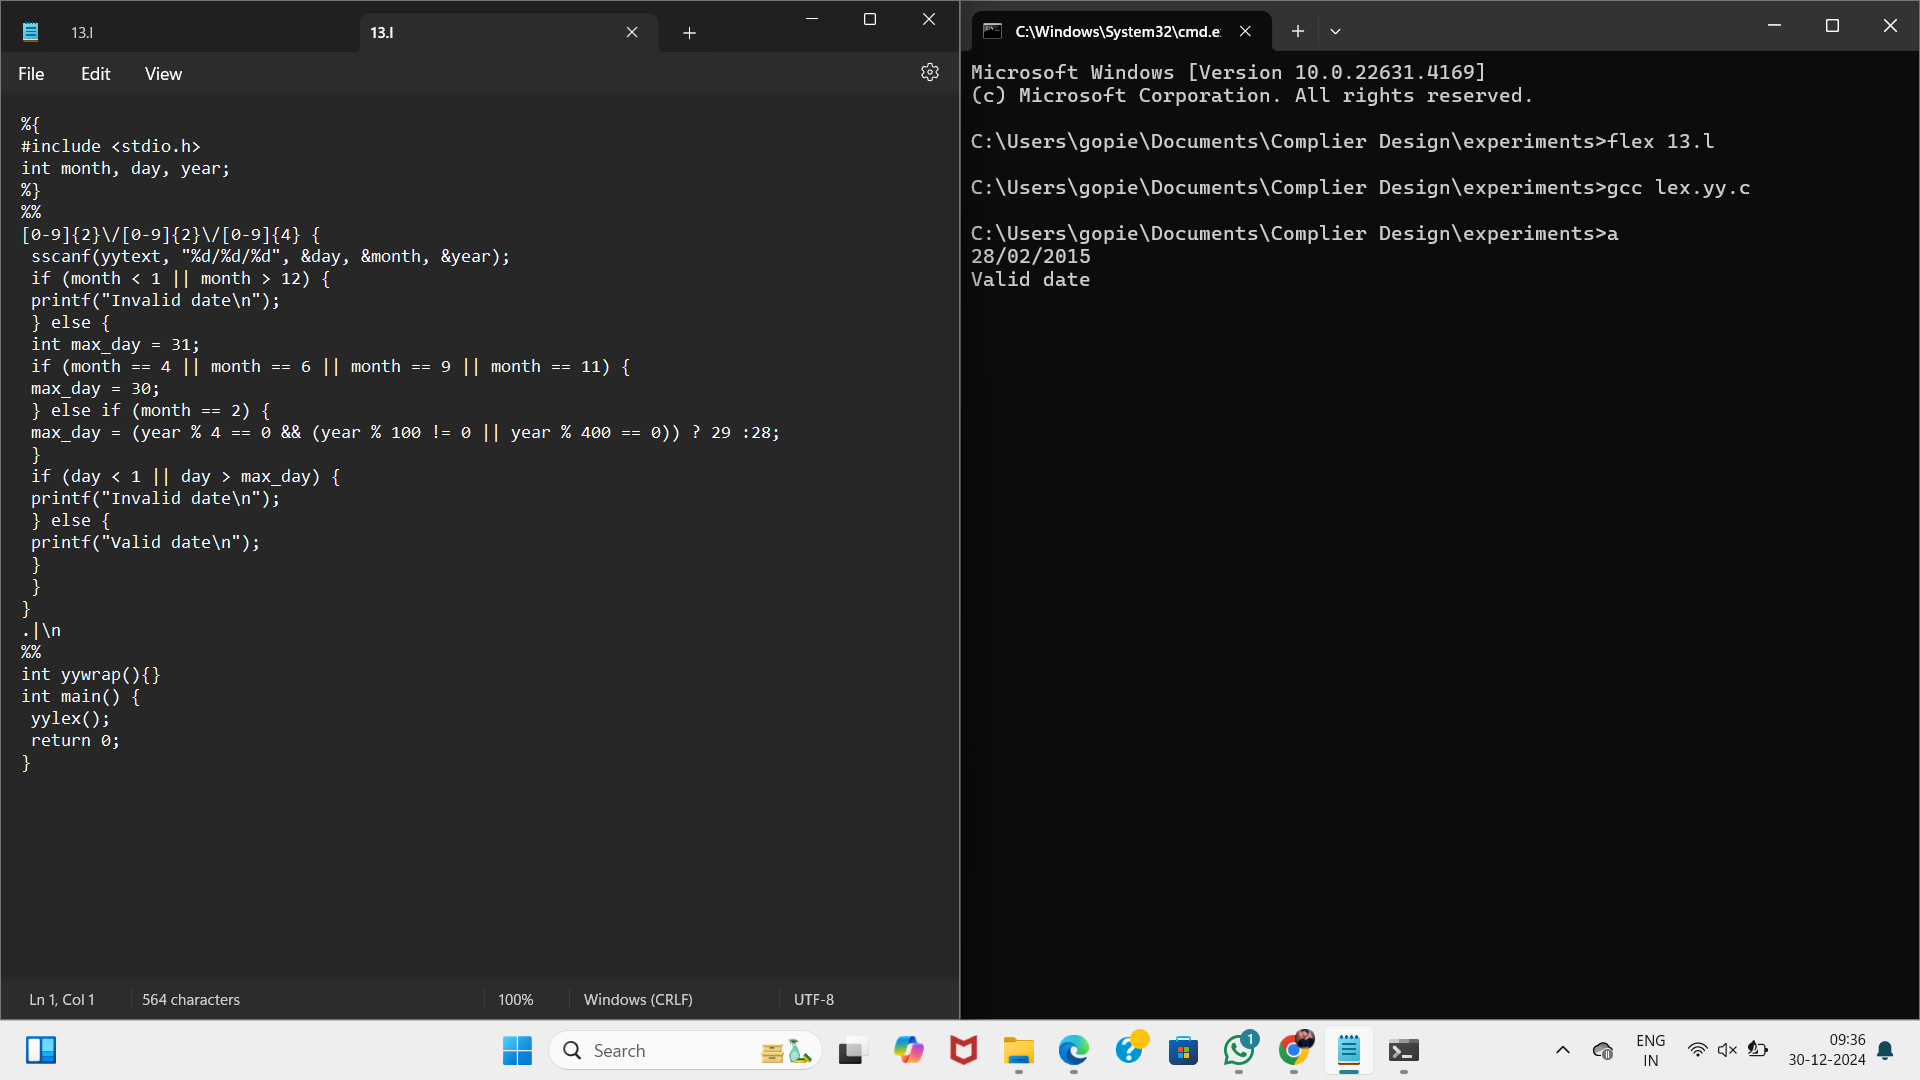 13.l
13.l
File Edit View
%{
#include <stdio.h>
int month, day, year;
%}
%%
[0-9]{2}\/[0-9]{2}\/[0-9]{4} {
 sscanf(yytext, "%d/%d/%d", &day, &month, &year);
 if (month < 1 || month > 12) {
 printf("Invalid date\n");
 } else {
 int max_day = 31;
 if (month == 4 || month == 6 || month == 9 || month == 11) {
 max_day = 30;
 } else if (month == 2) {
 max_day = (year % 4 == 0 && (year % 100 != 0 || year % 400 == 0)) ? 29 :28;
 }
 if (day < 1 || day > max_day) {
 printf("Invalid date\n");
 } else {
 printf("Valid date\n");
 }
 }
}
.|\n
%%
int yywrap(){}
int main() {
 yylex();
 return 0;
}
Ln 1, Col 1 564 characters 100% Windows (CRLF) UTF-8
C:\Windows\System32\cmd.e
Microsoft Windows [Version 10.0.22631.4169]
(c) Microsoft Corporation. All rights reserved.
C:\Users\gopie\Documents\Complier Design\experiments>flex 13.l
C:\Users\gopie\Documents\Complier Design\experiments>gcc lex.yy.c
C:\Users\gopie\Documents\Complier Design\experiments>a
28/02/2015
Valid date
Search
1
ENG
IN
09:36
30-12-2024